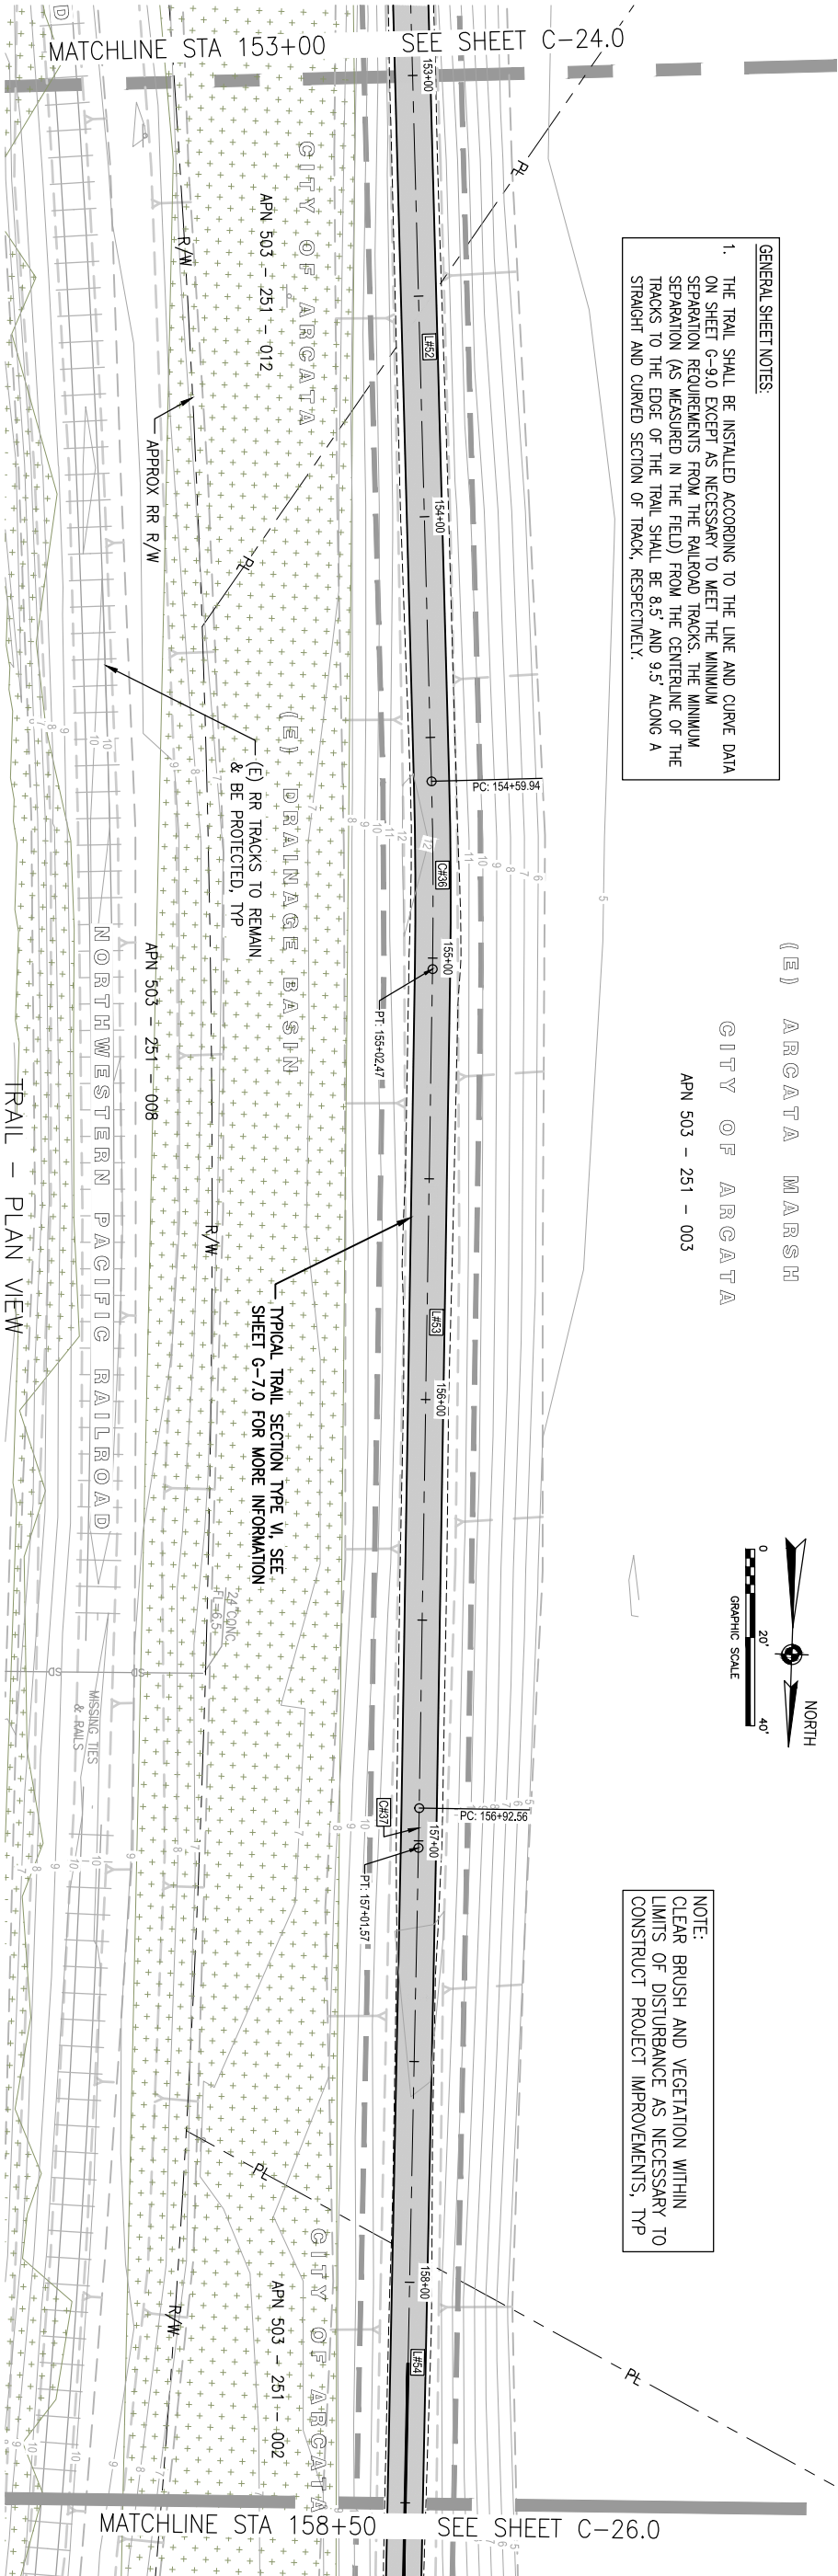 MATCHLINE STA 153+00 SEE SHEET C-24.0
D
153+00
PL
GENERAL SHEET NOTES:
1. THE TRAIL SHALL BE INSTALLED ACCORDING TO THE LINE AND CURVE DATA
ON SHEET G-9.0 EXCEPT AS NECESSARY TO MEET THE MINIMUM
SEPARATION REQUIREMENTS FROM THE RAILROAD TRACKS. THE MINIMUM
SEPARATION (AS MEASURED IN THE FIELD) FROM THE CENTERLINE OF THE
TRACKS TO THE EDGE OF THE TRAIL SHALL BE 8.5' AND 9.5' ALONG A
STRAIGHT AND CURVED SECTION OF TRACK, RESPECTIVELY.
CITY OF ARCATA
APN 503 - 251 - 012
R/W
L#52
APPROX RR R/W
154+00
PL
(E) DRAINAGE BASIN
(E) RR TRACKS TO REMAIN
& BE PROTECTED, TYP
PC: 154+59.94
C#36
155+00
PT: 155+02.47
(E) ARCATA MARSH
CITY OF ARCATA
APN 503 - 251 - 003
NORTHWESTERN PACIFIC RAILROAD
APN 503 - 251 - 008
TRAIL - PLAN VIEW
R/W
TYPICAL TRAIL SECTION TYPE VI, SEE
SHEET G-7.0 FOR MORE INFORMATION
L#53
156+00
NORTH
0 20' 40'
GRAPHIC SCALE
24" CONC
FL=6.5
SD SD
MISSING TIES
& RAILS
PC: 156+92.56
C#37
157+00
PT: 157+01.57
NOTE:
CLEAR BRUSH AND VEGETATION WITHIN
LIMITS OF DISTURBANCE AS NECESSARY TO
CONSTRUCT PROJECT IMPROVEMENTS, TYP
PL
CITY OF ARCATA
APN 503 - 251 - 002
158+00
R/W
L#54
PL
MATCHLINE STA 158+50 SEE SHEET C-26.0